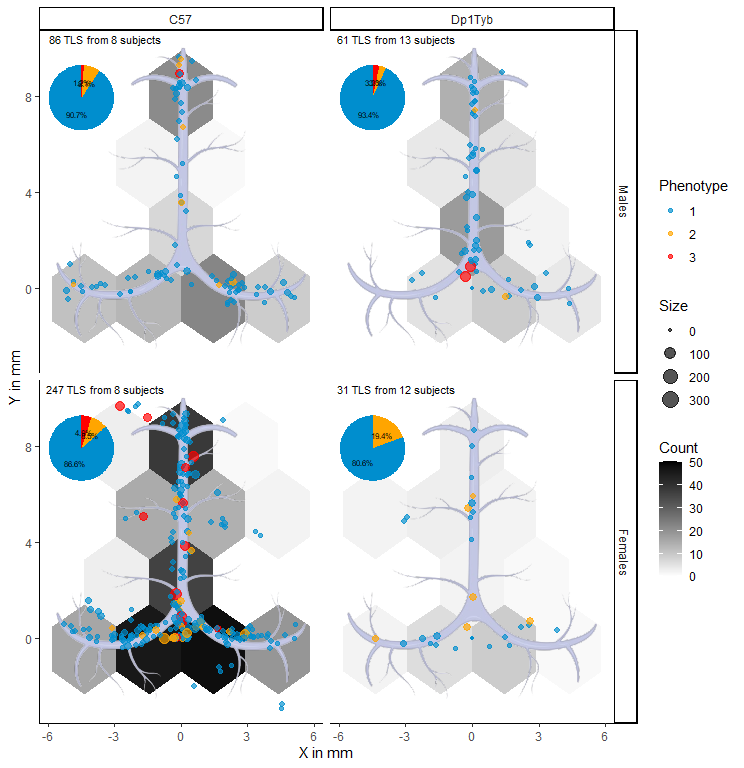 C57
Dp1Tyb
86 TLS from 8 subjects
61 TLS from 13 subjects
90.7%
93.4%
8
4
0
Males
247 TLS from 8 subjects
31 TLS from 12 subjects
86.6%
19.4%
80.6%
8
4
0
Females
-6
-3
0
3
6
-6
-3
0
3
6
X in mm
Y in mm
Phenotype
1
2
3
Size
0
100
200
300
Count
50
40
30
20
10
0